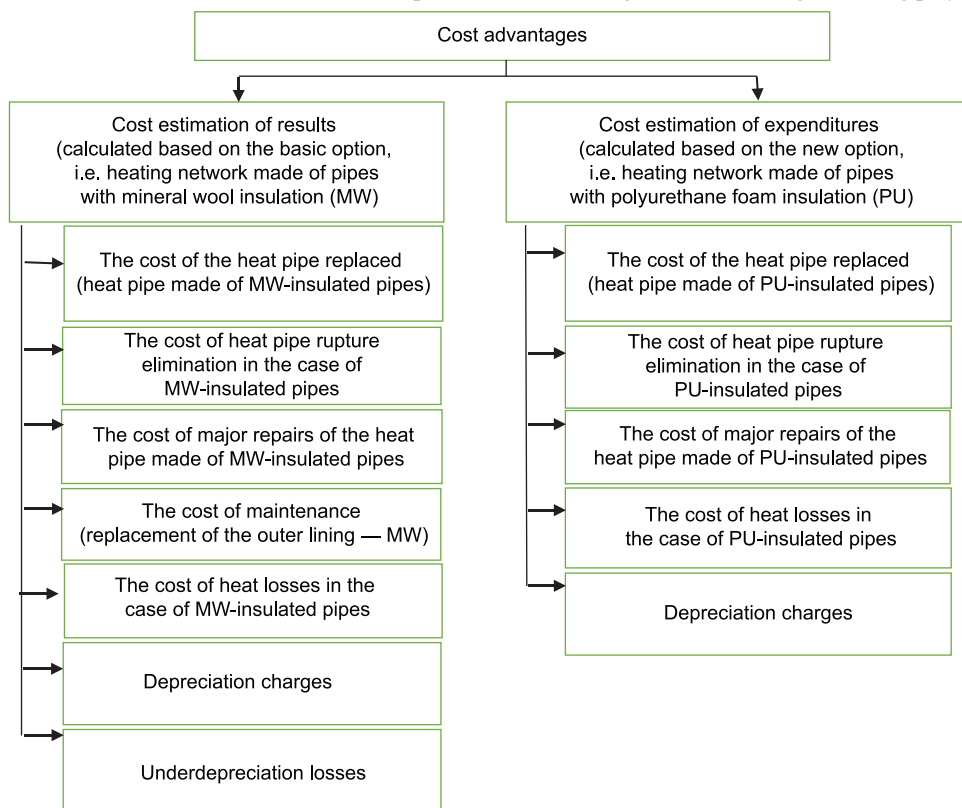 Cost advantages
Cost estimation of results
(calculated based on the basic option,
i.e. heating network made of pipes
with mineral wool insulation (MW)
The cost of the heat pipe replaced
(heat pipe made of MW-insulated pipes)
The cost of heat pipe rupture
elimination in the case of
MW-insulated pipes
The cost of major repairs of the heat
pipe made of MW-insulated pipes
The cost of maintenance
(replacement of the outer lining — MW)
The cost of heat losses in the
case of MW-insulated pipes
Depreciation charges
Underdepreciation losses
Cost estimation of expenditures
(calculated based on the new option,
i.e. heating network made of pipes
with polyurethane foam insulation (PU)
The cost of the heat pipe replaced
(heat pipe made of PU-insulated pipes)
The cost of heat pipe rupture
elimination in the case of
PU-insulated pipes
The cost of major repairs of the
heat pipe made of PU-insulated pipes
The cost of heat losses in
the case of PU-insulated pipes
Depreciation charges